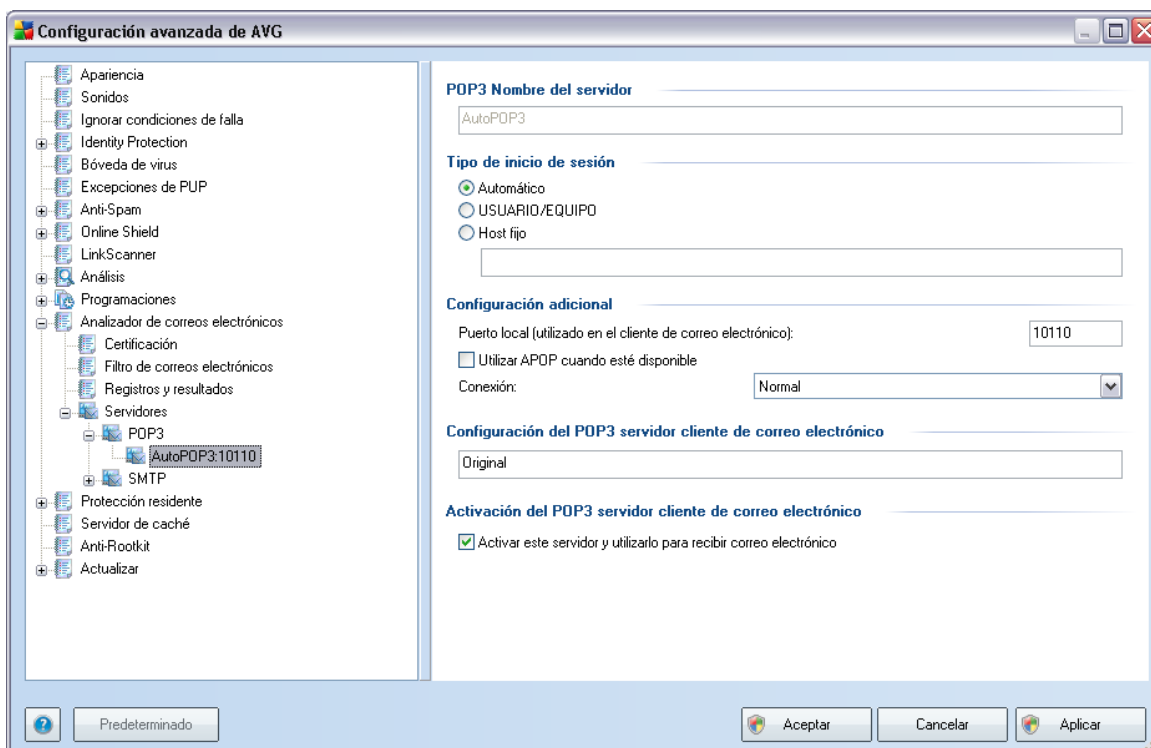 Configuración avanzada de AVG
Apariencia
Sonidos
Ignorar condiciones de falla
Identity Protection
Bóveda de virus
Excepciones de PUP
Anti-Spam
Online Shield
LinkScanner
Análisis
Programaciones
Analizador de correos electrónicos
Certificación
Filtro de correos electrónicos
Registros y resultados
Servidores
POP3
AutoPOP3:10110
SMTP
Protección residente
Servidor de caché
Anti-Rootkit
Actualizar
POP3 Nombre del servidor
AutoPOP3
Tipo de inicio de sesión
Automático
USUARIO/EQUIPO
Host fijo
Configuración adicional
Puerto local (utilizado en el cliente de correo electrónico): 10110
Utilizar APOP cuando esté disponible
Conexión: Normal
Configuración del POP3 servidor cliente de correo electrónico
Original
Activación del POP3 servidor cliente de correo electrónico
Activar este servidor y utilizarlo para recibir correo electrónico
? Predeterminado Aceptar Cancelar Aplicar